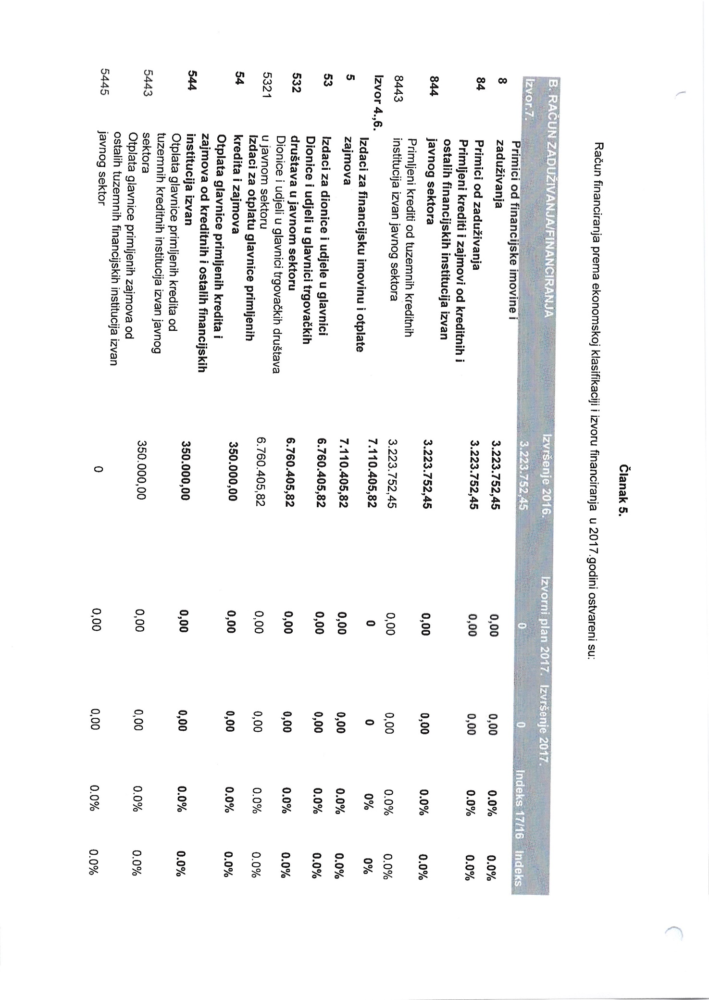 Članak 5.
Račun financiranja prema ekonomskoj klasifikaciji i izvoru financiranja u 2017.godini ostvareni su:
B. RAČUN ZADUŽIVANJA/FINANCIRANJA Izvršenje 2016. Izvorni plan 2017. Izvršenje 2017.
Izvor.7. 3.223.752,45 0 0 Indeks 17/16 Indeks
Primici od financijske imovine i
8 zaduživanja 3.223.752,45 0,00 0,00 0.0% 0.0%
84 Primici od zaduživanja 3.223.752,45 0,00 0,00 0.0% 0.0%
Primljeni krediti i zajmovi od kreditnih i
ostalih financijskih institucija izvan
844 javnog sektora 3.223.752,45 0,00 0,00 0.0% 0.0%
Primljeni krediti od tuzemnih kreditnih
8443 institucija izvan javnog sektora 3.223.752,45 0,00 0,00 0.0% 0.0%
Izvor 4.,6. 7.110.405,82 0 0 0% 0%
Izdaci za financijsku imovinu i otplate
5 zajmova 7.110.405,82 0,00 0,00 0.0% 0.0%
53 Izdaci za dionice i udjele u glavnici 6.760.405,82 0,00 0,00 0.0% 0.0%
Dionice i udjeli u glavnici trgovačkih
532 društava u javnom sektoru 6.760.405,82 0,00 0,00 0.0% 0.0%
Dionice i udjeli u glavnici trgovačkih društava
5321 u javnom sektoru 6.760.405,82 0,00 0,00 0.0% 0.0%
Izdaci za otplatu glavnice primljenih
54 kredita i zajmova 350.000,00 0,00 0,00 0.0% 0.0%
Otplata glavnice primljenih kredita i
zajmova od kreditnih i ostalih financijskih
544 institucija izvan 350.000,00 0,00 0,00 0.0% 0.0%
Otplata glavnice primljenih kredita od
tuzemnih kreditnih institucija izvan javnog
5443 sektora 350.000,00 0,00 0,00 0.0% 0.0%
Otplata glavnice primljenih zajmova od
ostalih tuzemnih financijskih institucija izvan
5445 javnog sektor 0 0,00 0,00 0.0% 0.0%